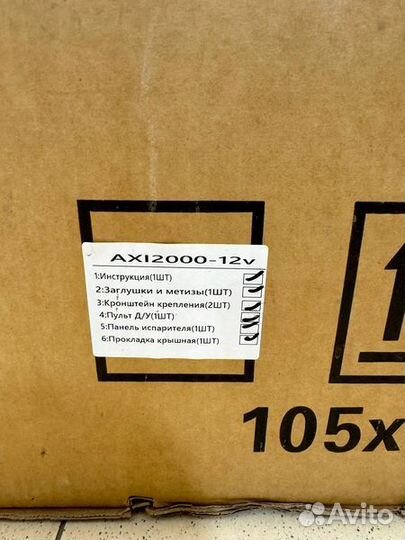 AXI2000-12v
1:Инструкция(1ШТ)
2:Заглушки и метизы(1ШТ)
3:Кронштейн крепления(2ШТ)
4:Пульт Д/У(1ШТ)
5:Панель испарителя(1ШТ)
6:Прокладка крышная(1ШТ)
105x
Avito